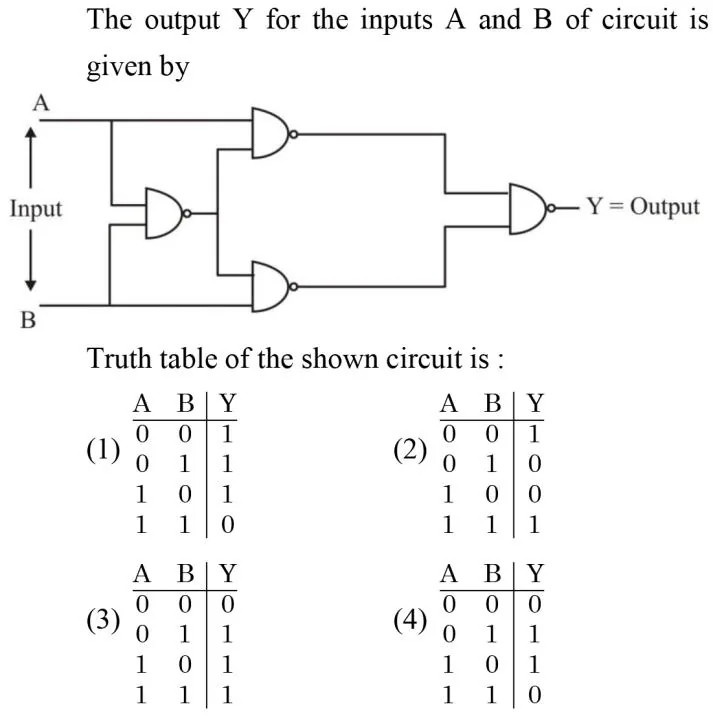 The output Y for the inputs A and B of circuit is
given by
A
Input
Y = Output
B
Truth table of the shown circuit is :
(1)
A B Y
0 0 1
0 1 1
1 0 1
1 1 0
(2)
A B Y
0 0 1
0 1 0
1 0 0
1 1 1
(3)
A B Y
0 0 0
0 1 1
1 0 1
1 1 1
(4)
A B Y
0 0 0
0 1 1
1 0 1
1 1 0